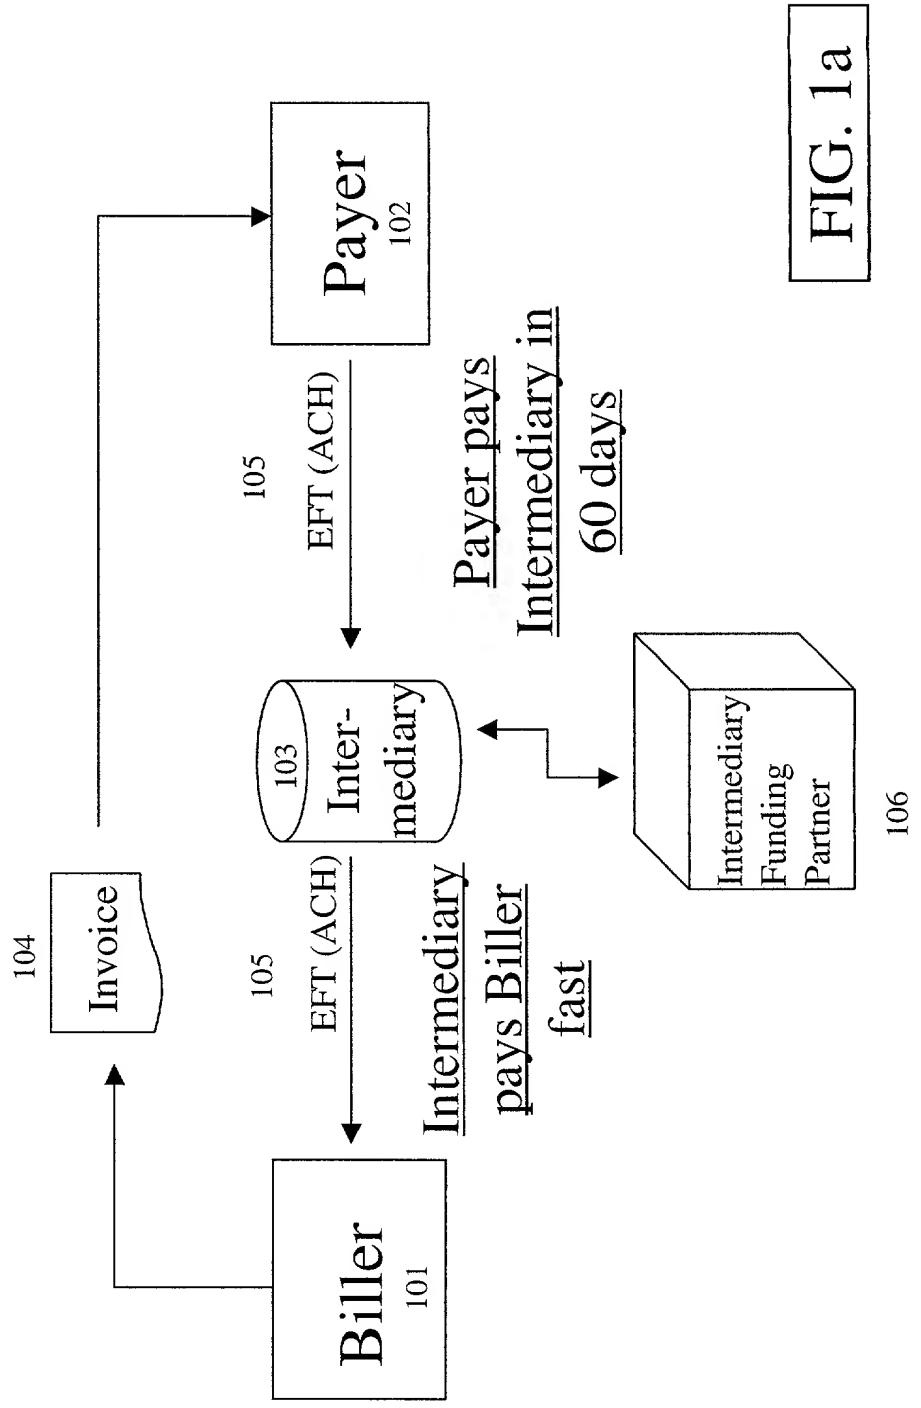 104
Invoice
Biller
101
105
EFT (ACH)
Intermediary
pays Biller
fast
103
Inter-
mediary
105
EFT (ACH)
Payer pays
Intermediary in
60 days
Payer
102
Intermediary
Funding
Partner
106
FIG. 1a